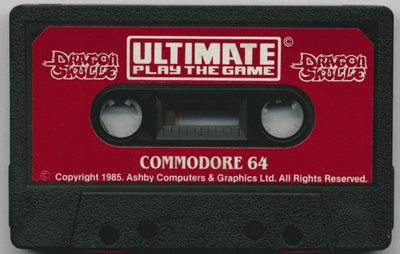 DRAGON SKULLE
ULTIMATE ©
PLAY THE GAME
DRAGON SKULLE
COMMODORE 64
© Copyright 1985. Ashby Computers & Graphics Ltd. All Rights Reserved.